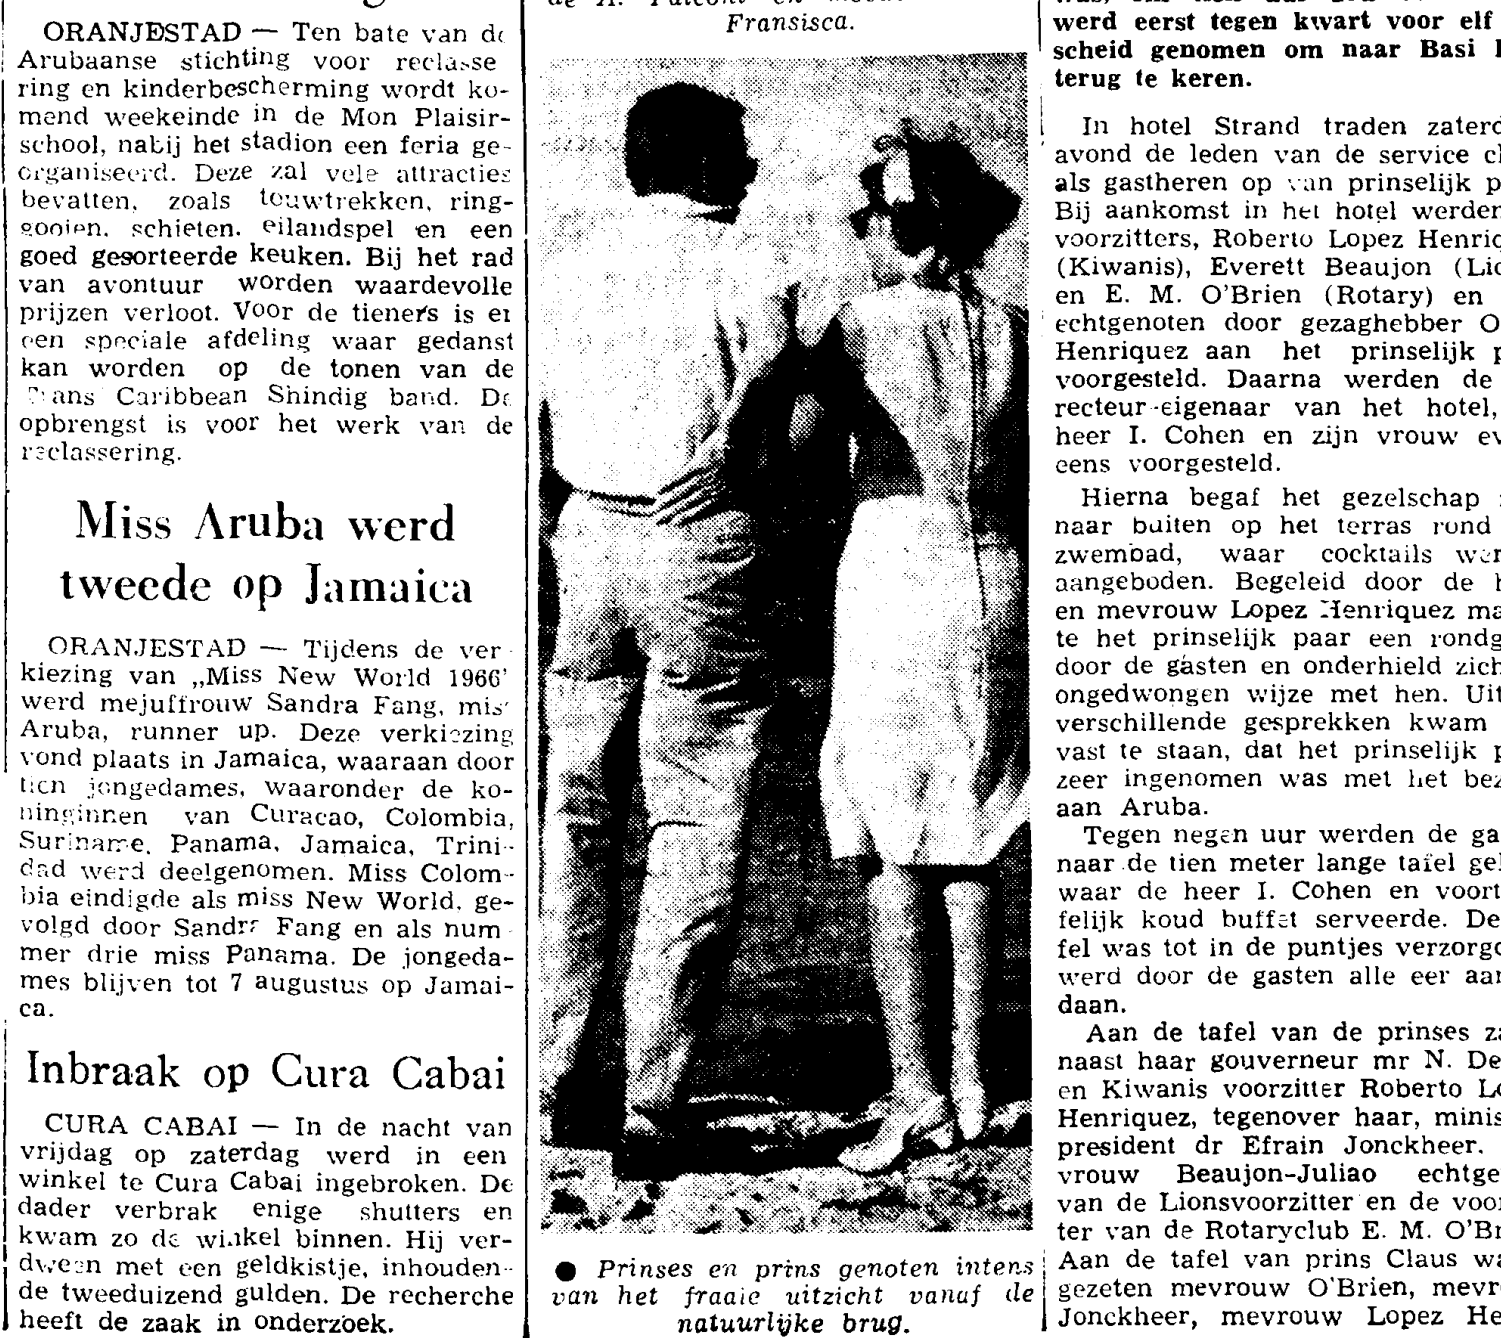 ORANJESTAD — Ten bate van de
Arubaanse stichting voor reclasse
ring en kinderbescherming wordt ko-
mend weekeinde in de Mon Plaisir-
school, nabij het stadion een feria ge-
organiseerd. Deze zal vele attracties
bevatten, zoals touwtrekken, ring-
gooien, schieten, eilandspel en een
goed gesorteerde keuken. Bij het rad
van avontuur worden waardevolle
prijzen verloot. Voor de tieners is er
een speciale afdeling waar gedanst
kan worden op de tonen van de
Trans Caribbean Shindig band. De
opbrengst is voor het werk van de
reclassering.
Miss Aruba werd
tweede op Jamaica
ORANJESTAD — Tijdens de ver-
kiezing van „Miss New World 1966'
werd mejuffrouw Sandra Fang, mis
Aruba, runner up. Deze verkiezing
vond plaats in Jamaica, waaraan door
tien jongedames, waaronder de ko-
ninginnen van Curacao, Colombia,
Suriname, Panama, Jamaica, Trini-
dad werd deelgenomen. Miss Colom-
bia eindigde als miss New World, ge-
volgd door Sandra Fang en als num-
mer drie miss Panama. De jongeda-
mes blijven tot 7 augustus op Jamai-
ca.
Inbraak op Cura Cabai
CURA CABAI — In de nacht van
vrijdag op zaterdag werd in een
winkel te Cura Cabai ingebroken. De
dader verbrak enige shutters en
kwam zo de winkel binnen. Hij ver-
dween met een geldkistje, inhouden-
de tweeduizend gulden. De recherche
heeft de zaak in onderzoek.
Fransisca.
● Prinses en prins genoten intens
van het fraaie uitzicht vanaf de
natuurlijke brug.
werd eerst tegen kwart voor elf
scheid genomen om naar Basi
terug te keren.
In hotel Strand traden zaterd
avond de leden van de service cl
als gastheren op van prinselijk p
Bij aankomst in het hotel werden
voorzitters, Roberto Lopez Henriq
(Kiwanis), Everett Beaujon (Lio
en E. M. O'Brien (Rotary) en
echtgenoten door gezaghebber O
Henriquez aan het prinselijk p
voorgesteld. Daarna werden de
recteur-eigenaar van het hotel,
heer I. Cohen en zijn vrouw ev
eens voorgesteld.
Hierna begaf het gezelschap
naar buiten op het terras rond
zwembad, waar cocktails wer
aangeboden. Begeleid door de h
en mevrouw Lopez Henriquez ma
te het prinselijk paar een rondg
door de gasten en onderhield zich
ongedwongen wijze met hen. Uit
verschillende gesprekken kwam
vast te staan, dat het prinselijk p
zeer ingenomen was met het bez
aan Aruba.
Tegen negen uur werden de ga
naar de tien meter lange tafel gel
waar de heer I. Cohen en voort
felijk koud buffet serveerde. De
fel was tot in de puntjes verzorgd
werd door de gasten alle eer aan
daan.
Aan de tafel van de prinses za
naast haar gouverneur mr N. De
en Kiwanis voorzitter Roberto Lo
Henriquez, tegenover haar, minis
president dr Efrain Jonckheer.
vrouw Beaujon-Juliao echtge
van de Lionsvoorzitter en de voor
ter van de Rotaryclub E. M. O'Br
Aan de tafel van prins Claus wa
gezeten mevrouw O'Brien, mevr
Jonckheer, mevrouw Lopez He